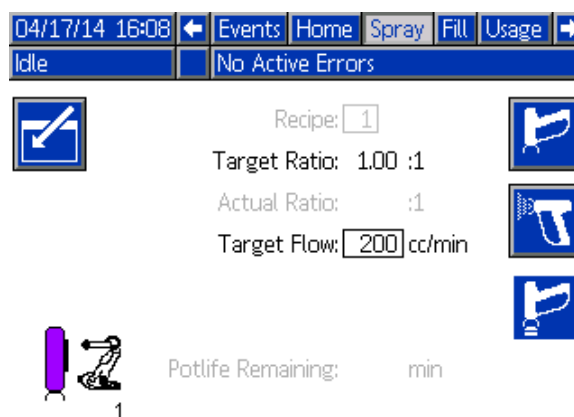 04/17/14 16:08 Events Home Spray Fill Usage
Idle No Active Errors
Recipe: 1
Target Ratio: 1.00 :1
Actual Ratio: :1
Target Flow: 200 cc/min
Potlife Remaining: min
1